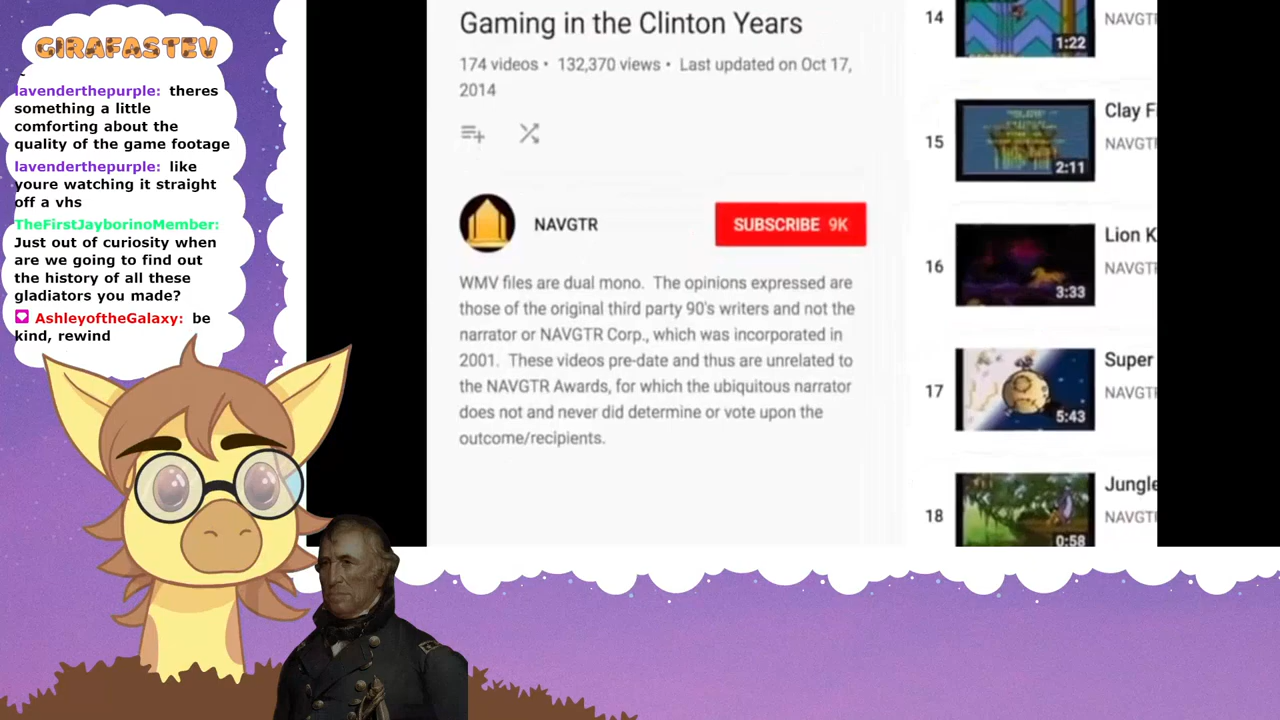 GIRAFASTEV
lavenderthepurple: theres
something a little
comforting about the
quality of the game footage
lavenderthepurple: like
youre watching it straight
off a vhs
TheFirstJayborinoMember:
Just out of curiosity when
are we going to find out
the history of all these
gladiators you made?
AshleyoftheGalaxy: be
kind, rewind
Gaming in the Clinton Years
174 videos • 132,370 views • Last updated on Oct 17,
2014
NAVGTR
SUBSCRIBE 9K
WMV files are dual mono. The opinions expressed are
those of the original third party 90's writers and not the
narrator or NAVGTR Corp., which was incorporated in
2001. These videos pre-date and thus are unrelated to
the NAVGTR Awards, for which the ubiquitous narrator
does not and never did determine or vote upon the
outcome/recipients.
14
1:22
NAVGT
15
2:11
Clay F
NAVGT
16
3:33
Lion K
NAVGT
17
5:43
Super
NAVGT
18
0:58
Jungle
NAVGT